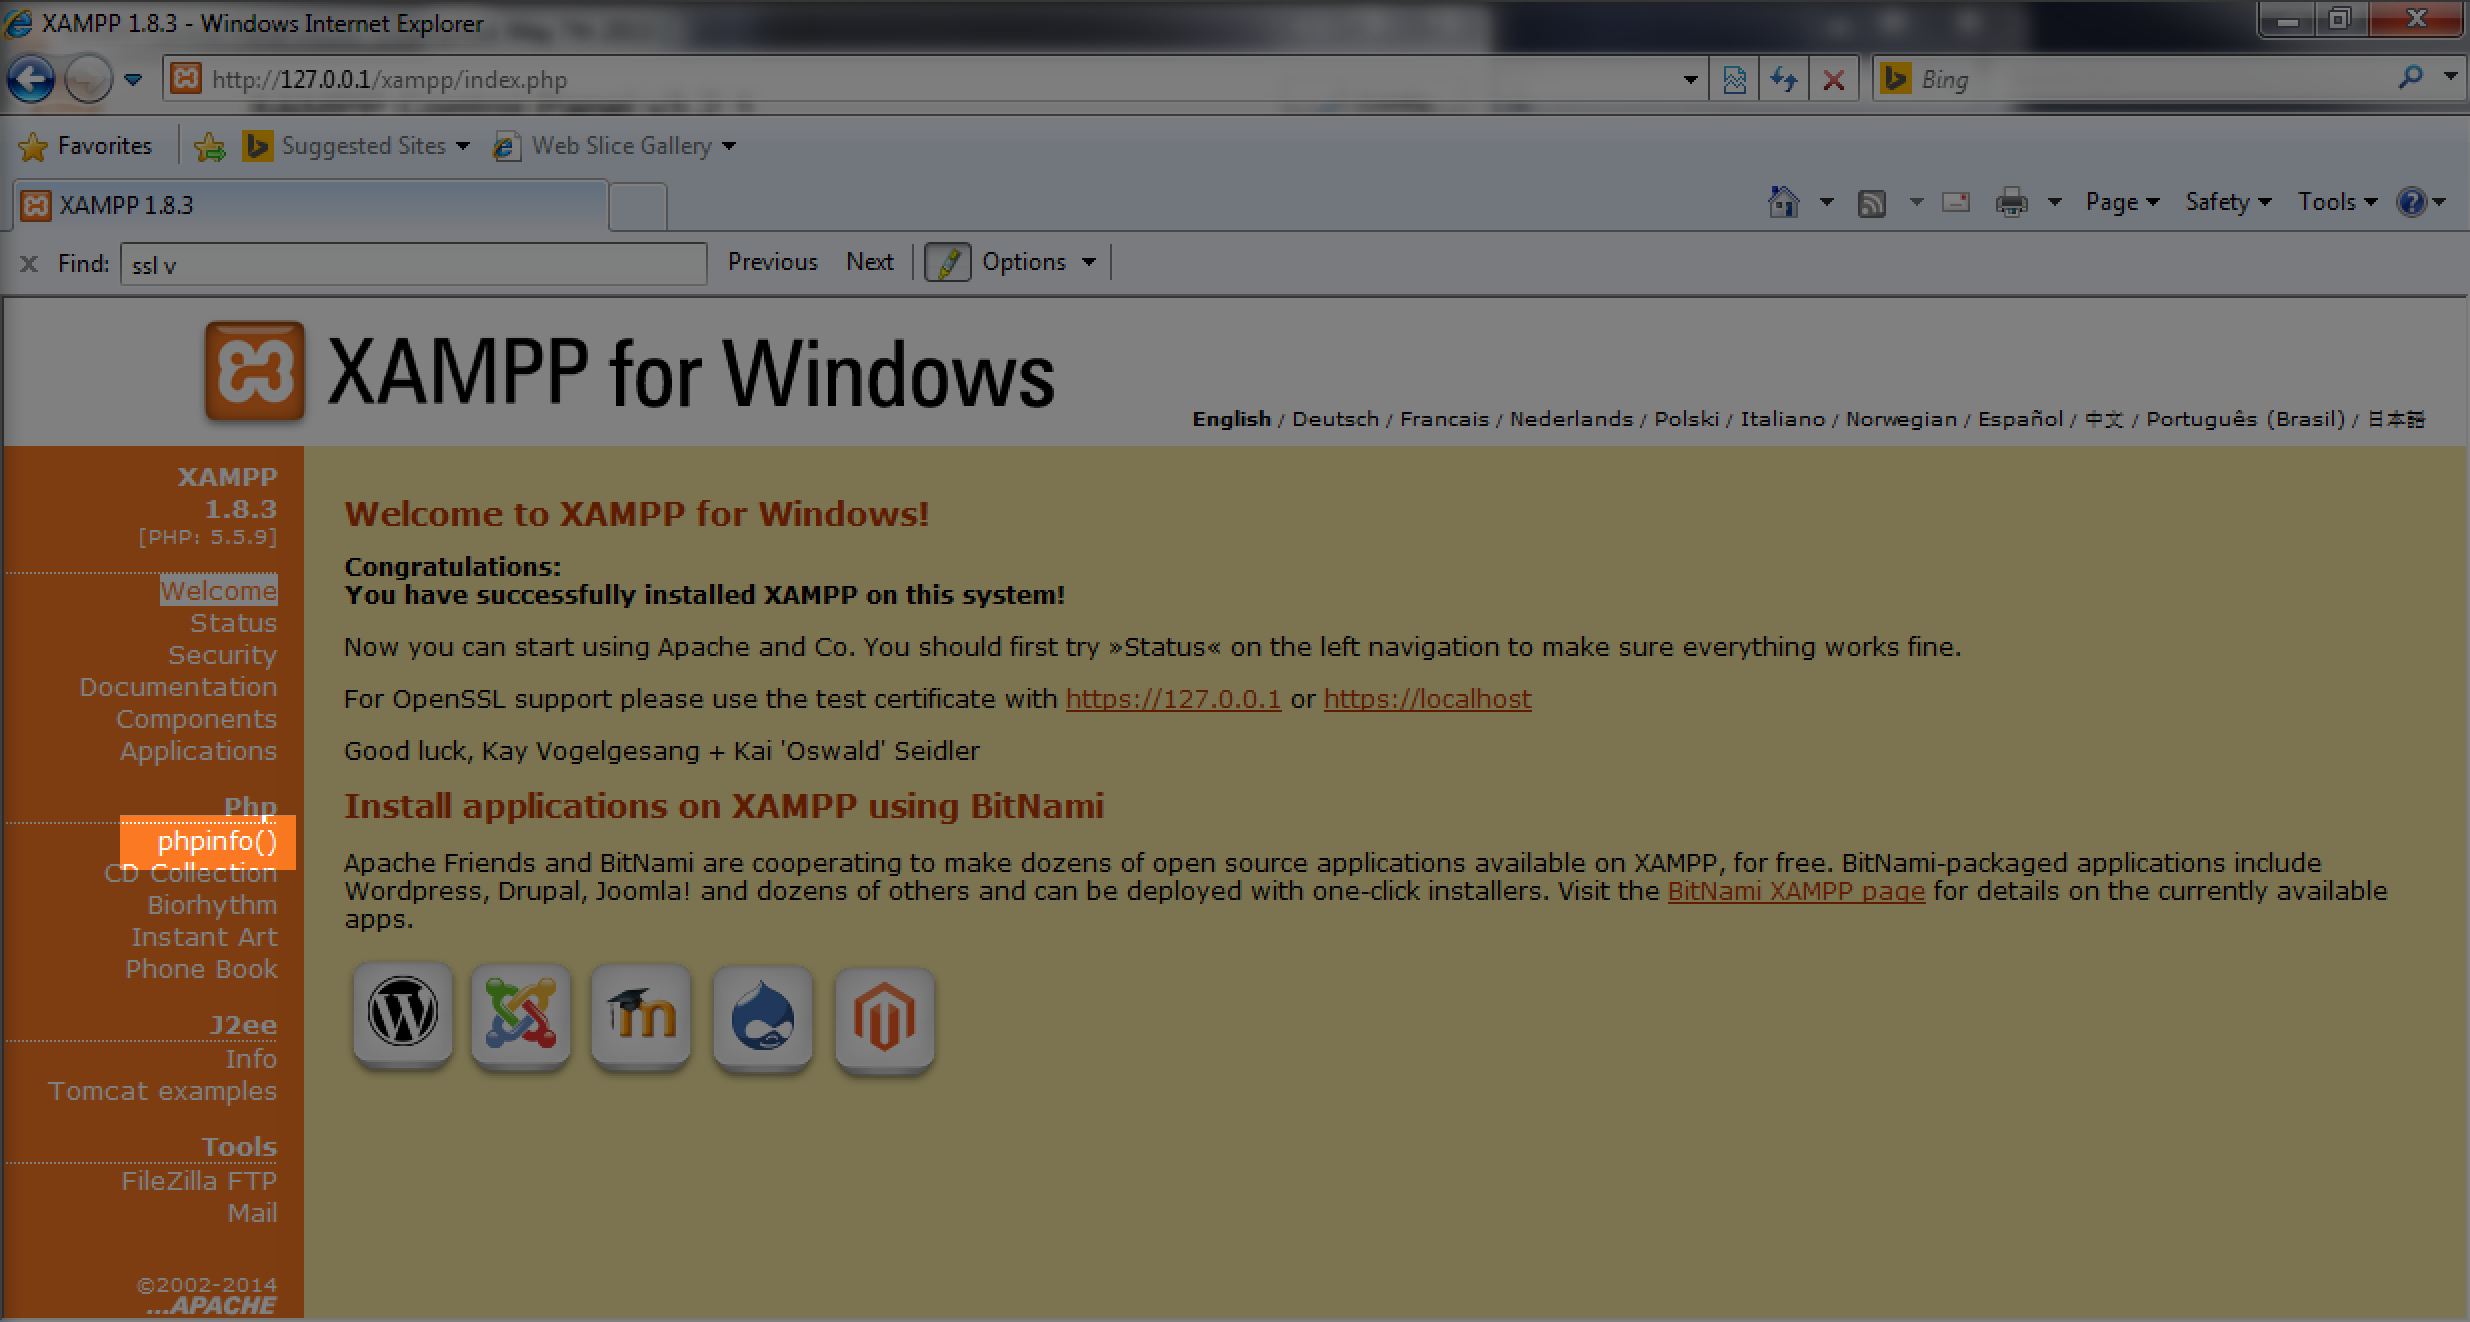 XAMPP 1.8.3 - Windows Internet Explorer
http://127.0.0.1/xampp/index.php
Bing
Favorites
Suggested Sites
Web Slice Gallery
XAMPP 1.8.3
Page
Safety
Tools
Find:
ssl v
Previous
Next
Options
XAMPP for Windows
English / Deutsch / Francais / Nederlands / Polski / Italiano / Norwegian / Español / 中文 / Português (Brasil) / 日本語
XAMPP
1.8.3
[PHP: 5.5.9]
Welcome
Status
Security
Documentation
Components
Applications
Php
phpinfo()
CD Collection
Biorhythm
Instant Art
Phone Book
J2ee
Info
Tomcat examples
Tools
FileZilla FTP
Mail
©2002-2014
...APACHE
Welcome to XAMPP for Windows!
Congratulations:
You have successfully installed XAMPP on this system!
Now you can start using Apache and Co. You should first try »Status« on the left navigation to make sure everything works fine.
For OpenSSL support please use the test certificate with https://127.0.0.1 or https://localhost
Good luck, Kay Vogelgesang + Kai 'Oswald' Seidler
Install applications on XAMPP using BitNami
Apache Friends and BitNami are cooperating to make dozens of open source applications available on XAMPP, for free. BitNami-packaged applications include
Wordpress, Drupal, Joomla! and dozens of others and can be deployed with one-click installers. Visit the BitNami XAMPP page for details on the currently available
apps.